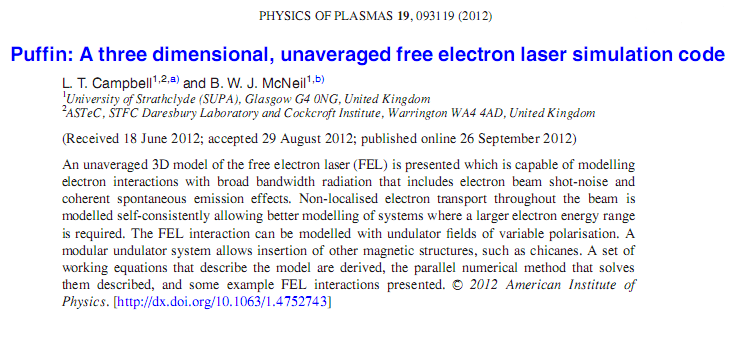 PHYSICS OF PLASMAS 19, 093119 (2012)
Puffin: A three dimensional, unaveraged free electron laser simulation code
L. T. Campbell1,2,a) and B. W. J. McNeil1,b)
1University of Strathclyde (SUPA), Glasgow G4 0NG, United Kingdom
2ASTeC, STFC Daresbury Laboratory and Cockcroft Institute, Warrington WA4 4AD, United Kingdom
(Received 18 June 2012; accepted 29 August 2012; published online 26 September 2012)
An unaveraged 3D model of the free electron laser (FEL) is presented which is capable of modelling
electron interactions with broad bandwidth radiation that includes electron beam shot-noise and
coherent spontaneous emission effects. Non-localised electron transport throughout the beam is
modelled self-consistently allowing better modelling of systems where a larger electron energy range
is required. The FEL interaction can be modelled with undulator fields of variable polarisation. A
modular undulator system allows insertion of other magnetic structures, such as chicanes. A set of
working equations that describe the model are derived, the parallel numerical method that solves
them described, and some example FEL interactions presented. © 2012 American Institute of
Physics. [http://dx.doi.org/10.1063/1.4752743]